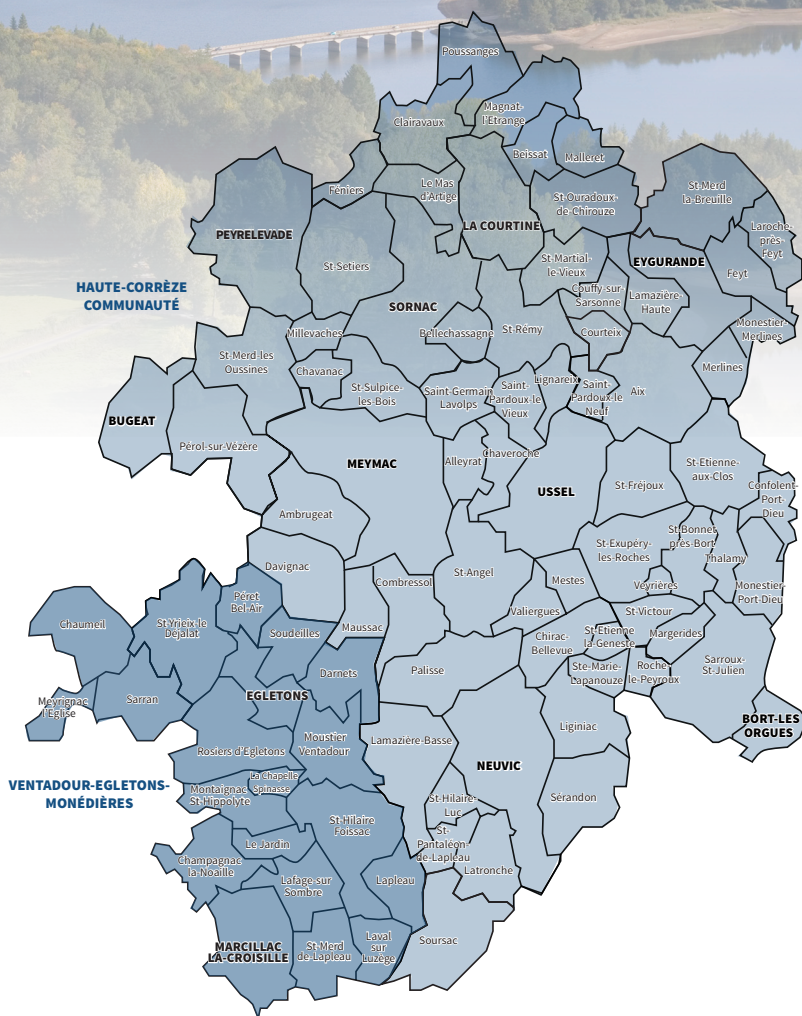 Poussanges
Magnat-
l'Etrange
Clairavaux
Beissat
Malleret
Féniers
Le Mas
d'Artige
St-Merd
la-Breuille
St-Ouradoux-
de-Chirouze
PEYRELEVADE
LA COURTINE
Laroche-
près-
Feyt
St-Setiers
St-Martial-
le-Vieux
EYGURANDE
Feyt
HAUTE-CORRÈZE
COMMUNAUTÉ
Couffy-sur-
Sarsonne
Lamazière-
Haute
SORNAC
Millevaches
Bellechassagne
St-Rémy
Courteix
Monestier-
Merlines
St-Merd les
Oussines
Chavanac
Merlines
St-Sulpice-
les-Bois
Saint-Germain
Lavolps
Saint-
Pardoux-le
Vieux
Lignareix
Saint-
Pardoux-le
Neuf
Aix
BUGEAT
Pérol-sur-Vézère
MEYMAC
Alleyrat
Chaveroche
USSEL
St-Fréjoux
St-Etienne-
aux-Clos
Confolent-
Port-
Dieu
Ambrugeat
St-Exupéry-
les-Roches
St-Bonnet
près-Bort
Thalamy
Davignac
Combressol
St-Angel
Mestes
Veyrières
Monestier-
Port-Dieu
Péret
Bel-Air
Chaumeil
St-Yrieix-le
Déjalat
Soudeilles
Maussac
Valiergues
St-Victour
Chirac-
Bellevue
St-Etienne
la-Geneste
Margerides
Darnets
Palisse
Ste-Marie-
Lapanouze
Roche-
le-Peyroux
Sarroux-
St-Julien
Meyrignac
l'Eglise
Sarran
EGLETONS
Rosiers d'Egletons
Moustier
Ventadour
Lamazière-Basse
Liginiac
BORT-LES
ORGUES
VENTADOUR-EGLETONS-
MONÉDIÈRES
La Chapelle
Spinasse
Montaignac
St-Hippolyte
NEUVIC
Sérandon
St-Hilaire
Foissac
St-Hilaire-
Luc
St-
Pantaléon-
de-Lapleau
Le Jardin
Champagnac
la-Noaille
Lafage-sur
Sombre
Lapleau
Latronche
MARCILLAC
LA-CROISILLE
St-Merd
de-Lapleau
Laval
sur
Luzège
Soursac